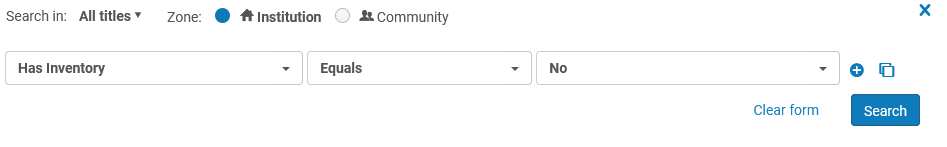 Search in: All titles Zone: Institution Community
Has Inventory Equals No
Clear form Search